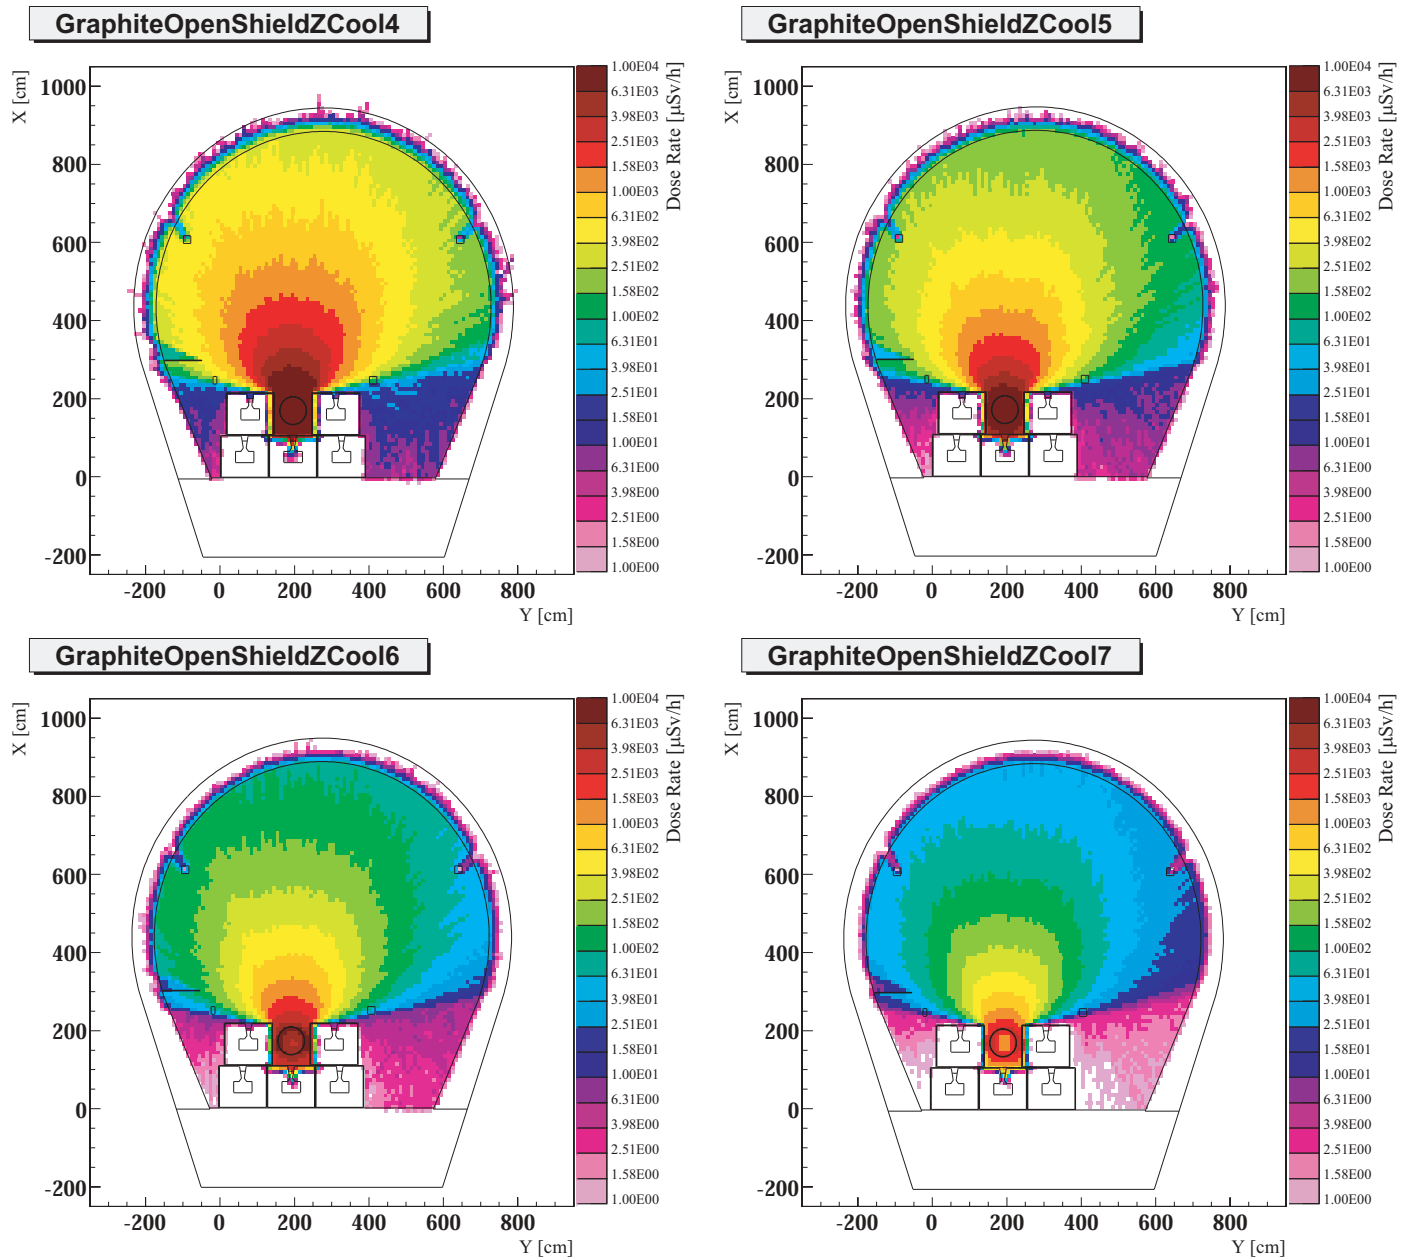 GraphiteOpenShieldZCool4
X [cm]
1000
800
600
400
200
0
-200
-200 0 200 400 600 800
Y [cm]
1.00E04
6.31E03
3.98E03
2.51E03
1.58E03
1.00E03
6.31E02
3.98E02
2.51E02
1.58E02
1.00E02
6.31E01
3.98E01
2.51E01
1.58E01
1.00E01
6.31E00
3.98E00
2.51E00
1.58E00
1.00E00
Dose Rate [µSv/h]
GraphiteOpenShieldZCool5
X [cm]
1000
800
600
400
200
0
-200
-200 0 200 400 600 800
Y [cm]
1.00E04
6.31E03
3.98E03
2.51E03
1.58E03
1.00E03
6.31E02
3.98E02
2.51E02
1.58E02
1.00E02
6.31E01
3.98E01
2.51E01
1.58E01
1.00E01
6.31E00
3.98E00
2.51E00
1.58E00
1.00E00
Dose Rate [µSv/h]
GraphiteOpenShieldZCool6
X [cm]
1000
800
600
400
200
0
-200
-200 0 200 400 600 800
Y [cm]
1.00E04
6.31E03
3.98E03
2.51E03
1.58E03
1.00E03
6.31E02
3.98E02
2.51E02
1.58E02
1.00E02
6.31E01
3.98E01
2.51E01
1.58E01
1.00E01
6.31E00
3.98E00
2.51E00
1.58E00
1.00E00
Dose Rate [µSv/h]
GraphiteOpenShieldZCool7
X [cm]
1000
800
600
400
200
0
-200
-200 0 200 400 600 800
Y [cm]
1.00E04
6.31E03
3.98E03
2.51E03
1.58E03
1.00E03
6.31E02
3.98E02
2.51E02
1.58E02
1.00E02
6.31E01
3.98E01
2.51E01
1.58E01
1.00E01
6.31E00
3.98E00
2.51E00
1.58E00
1.00E00
Dose Rate [µSv/h]